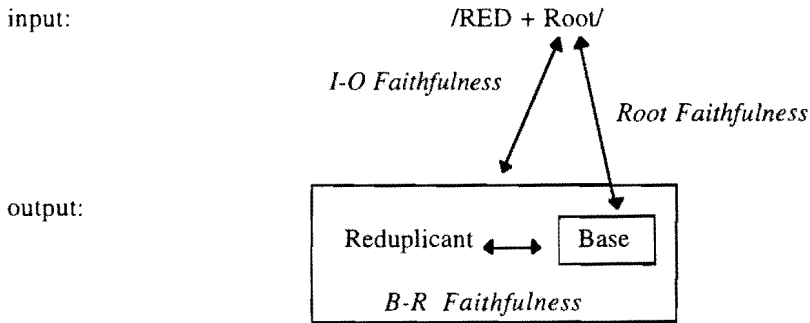 input: /RED + Root/
I-O Faithfulness
Root Faithfulness
output:
Reduplicant Base
B-R Faithfulness